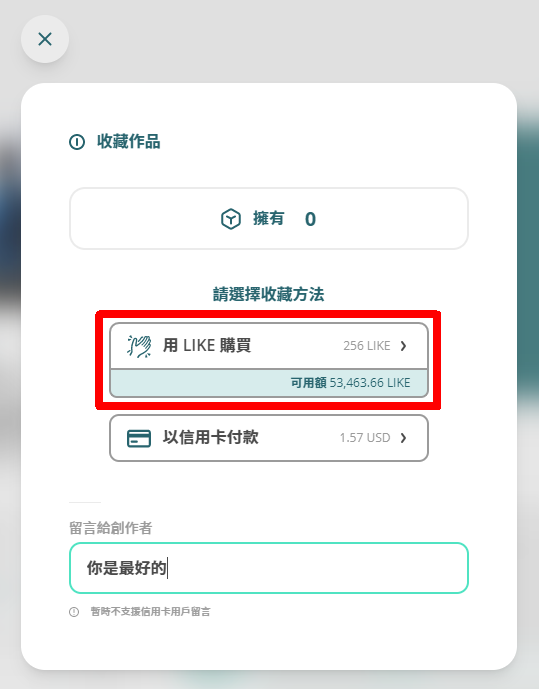 收藏作品
擁有 0
請選擇收藏方法
用 LIKE 購買 256 LIKE
可用額 53,463.66 LIKE
以信用卡付款 1.57 USD
留言給創作者
你是最好的
暫時不支援信用卡用戶留言